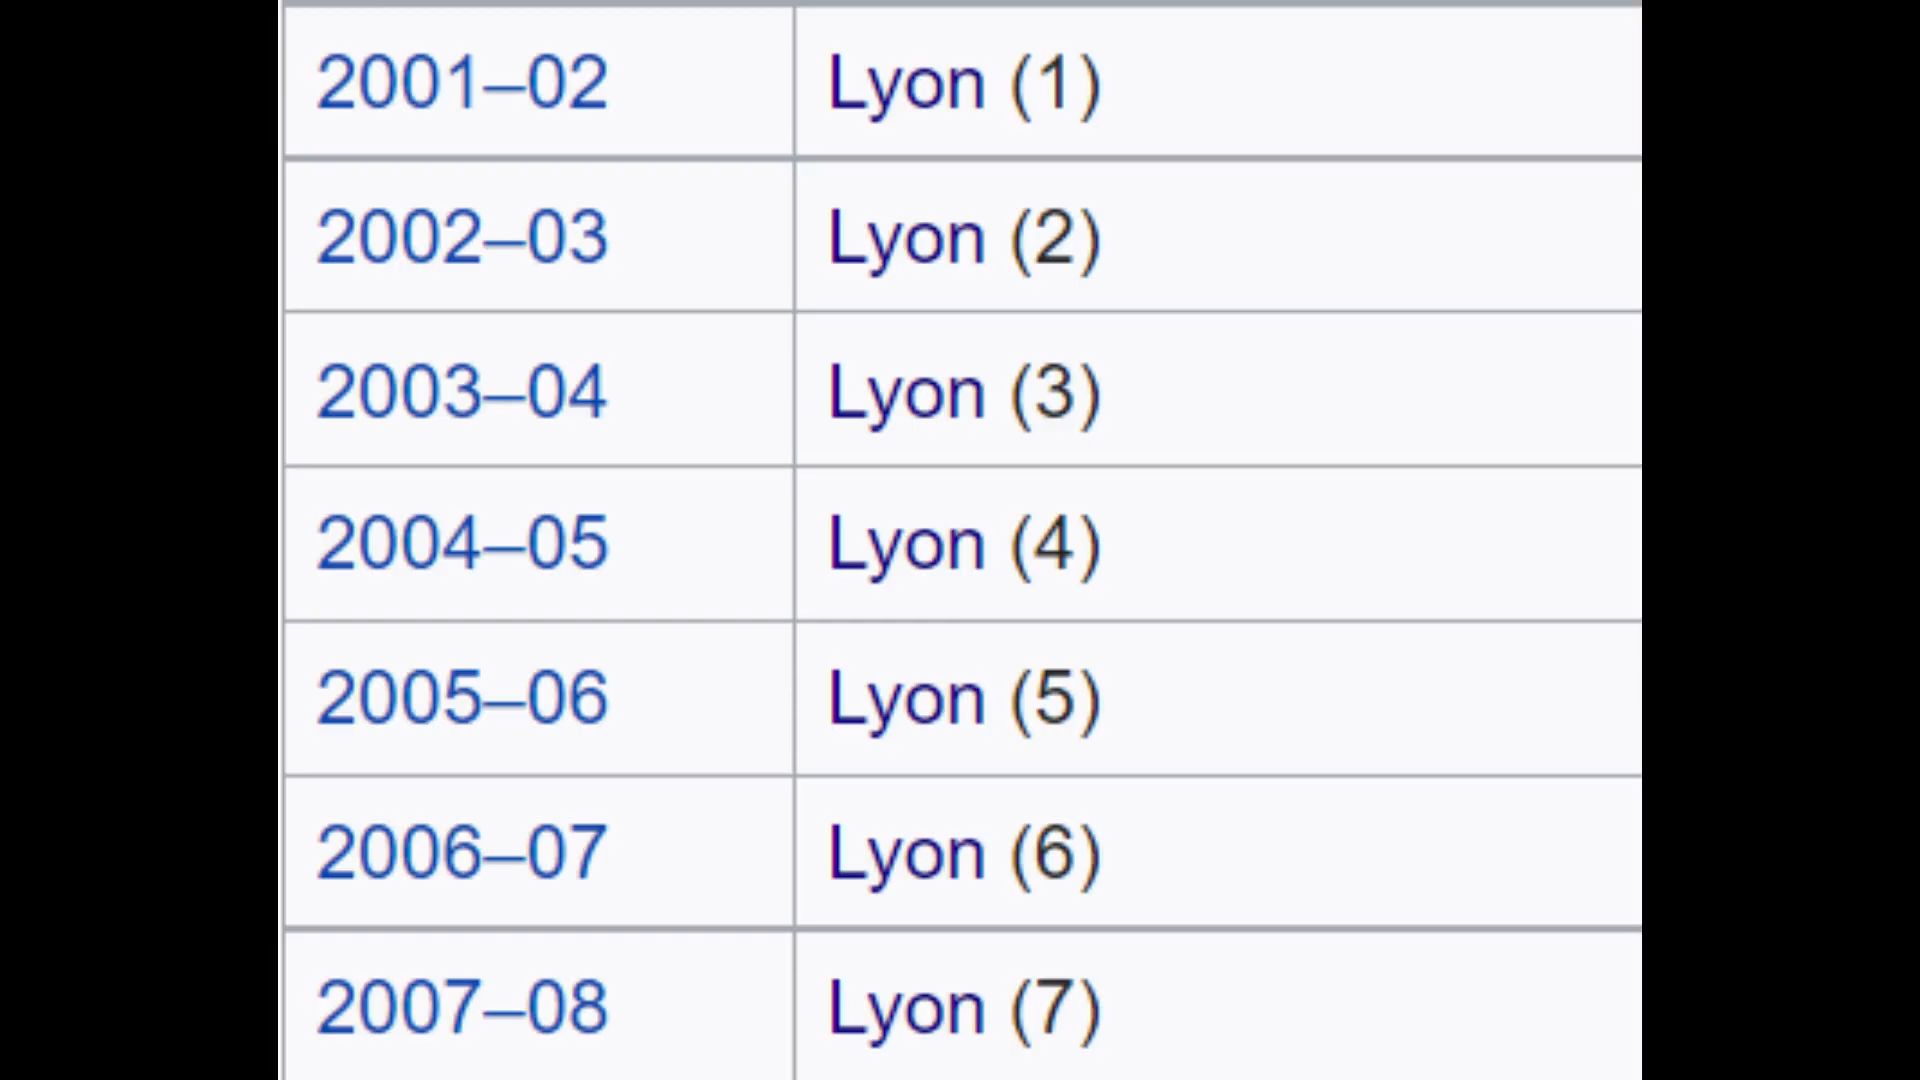 2001–02 Lyon (1)
2002–03 Lyon (2)
2003–04 Lyon (3)
2004–05 Lyon (4)
2005–06 Lyon (5)
2006–07 Lyon (6)
2007–08 Lyon (7)